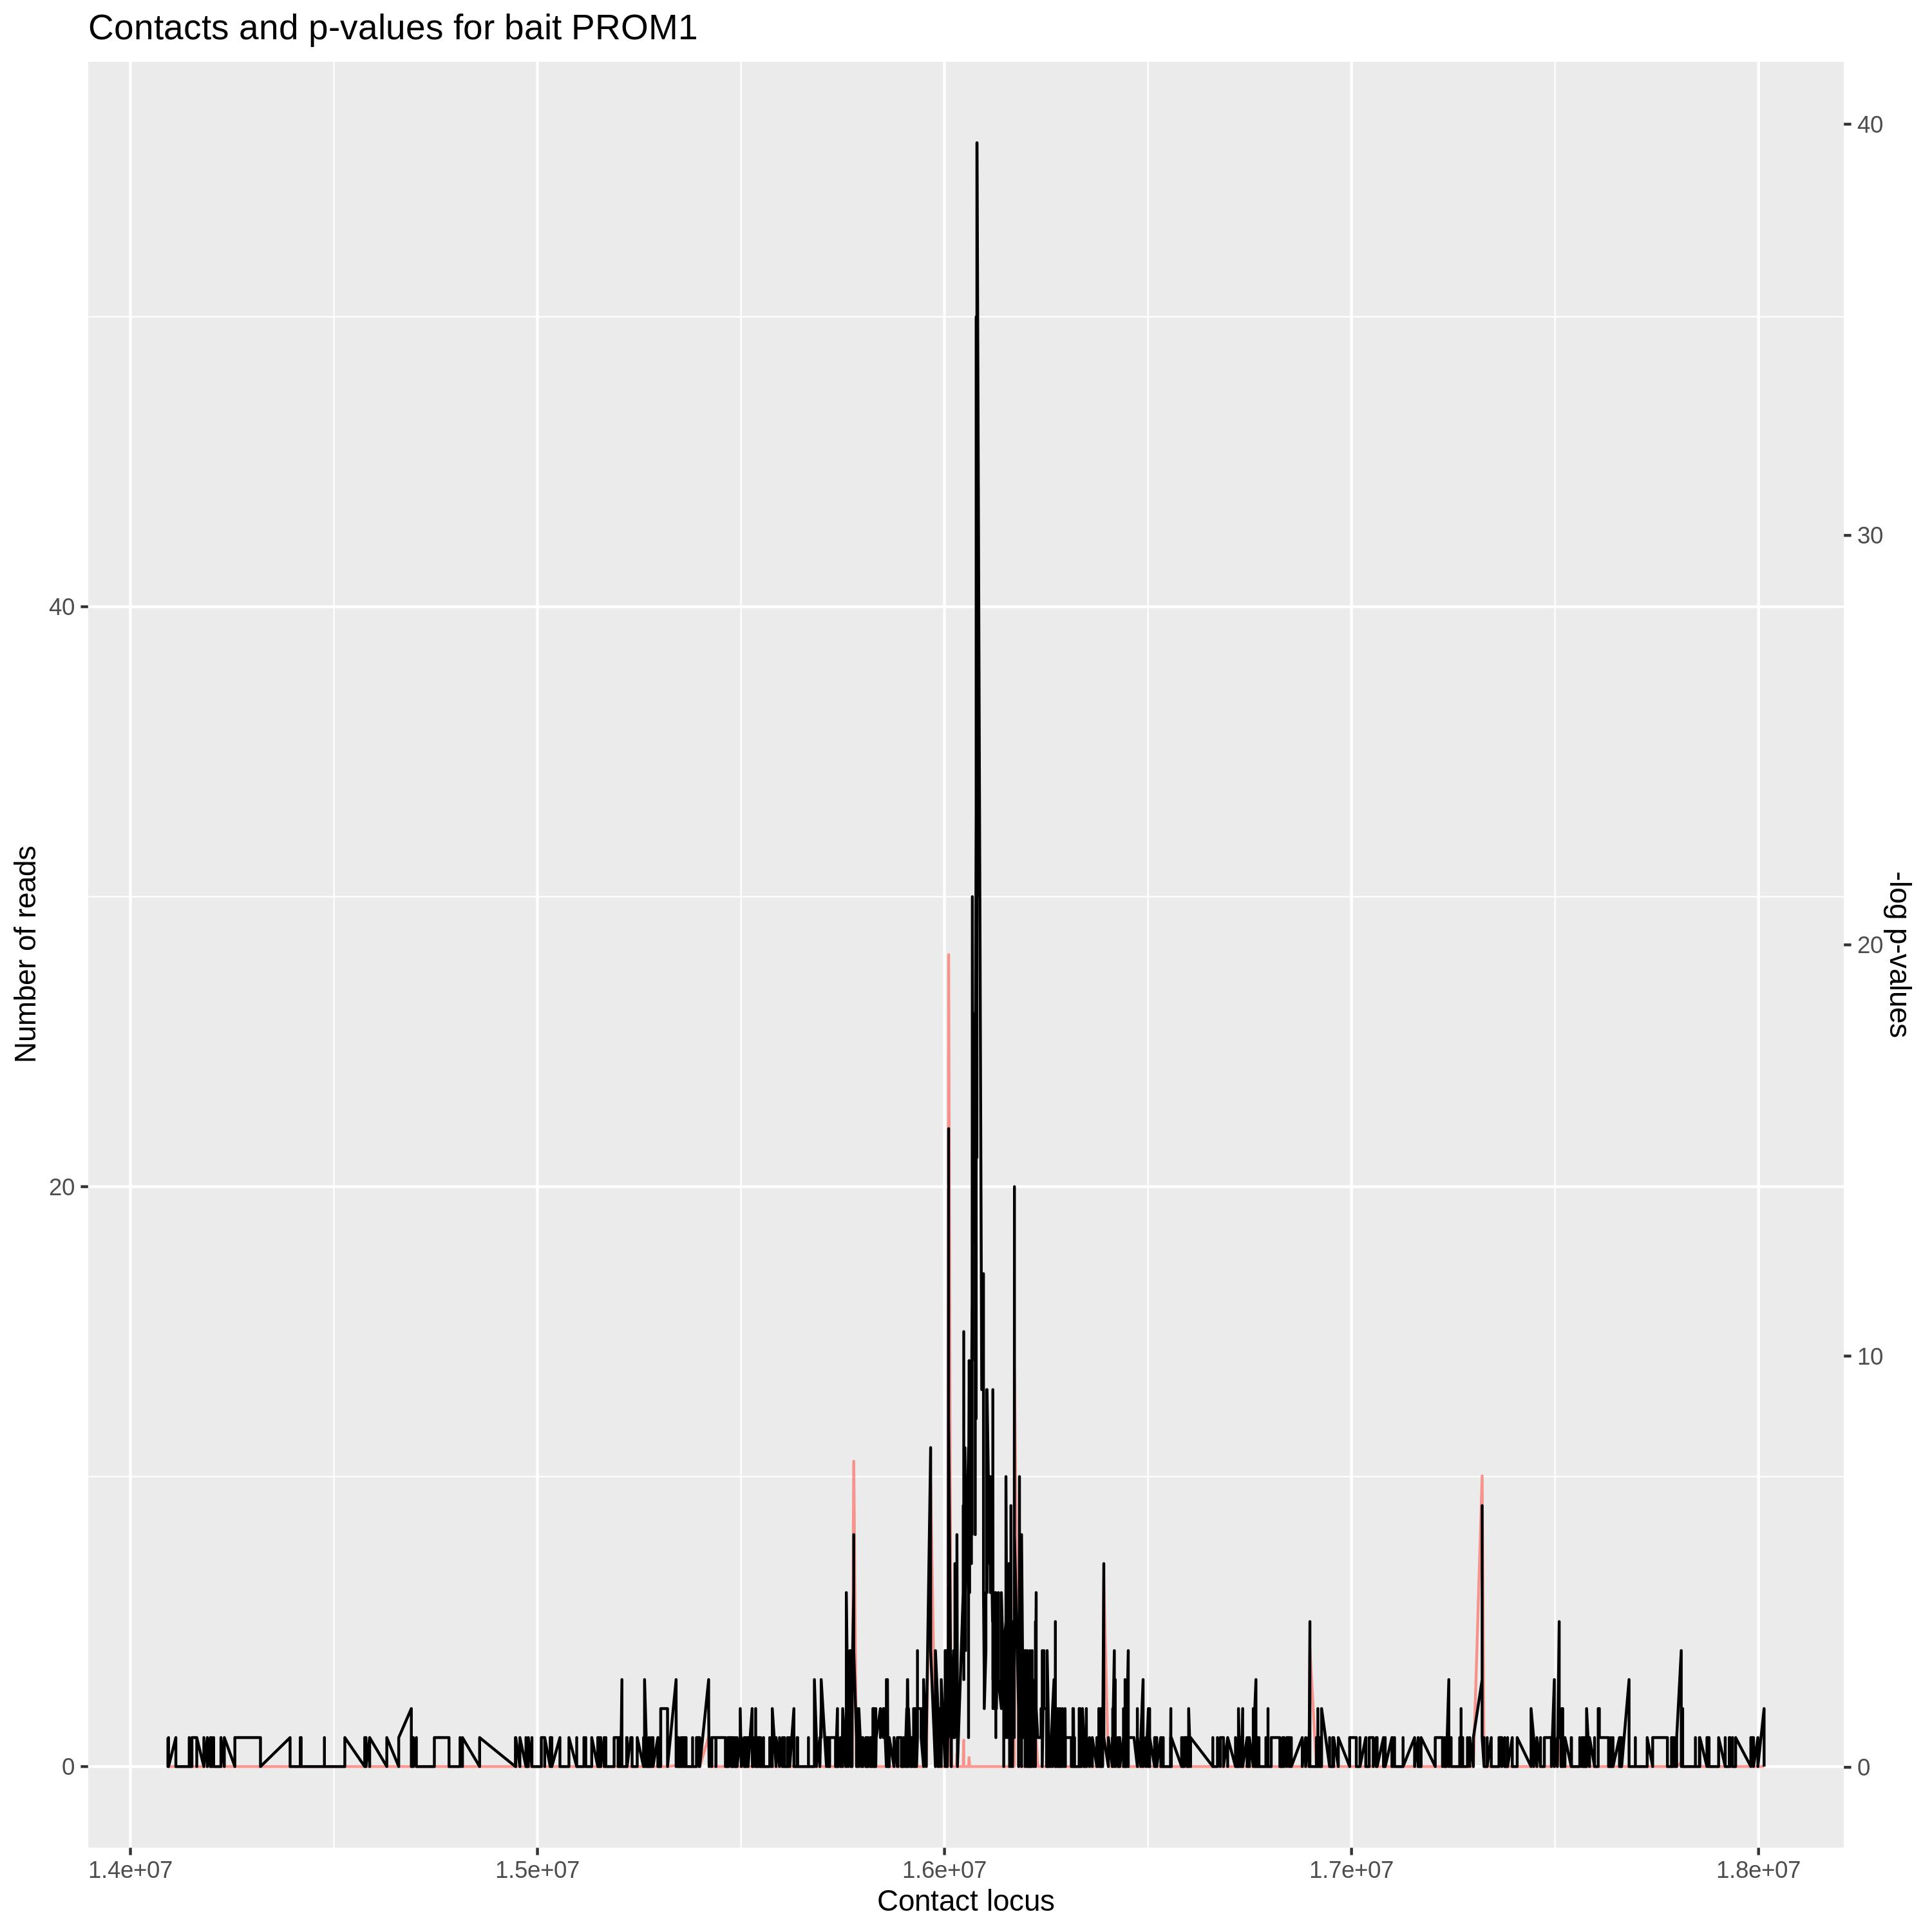 Contacts and p-values for bait PROM1
Number of reads
40
20
0
40
30
20
10
0
-log p-values
1.4e+07
1.5e+07
1.6e+07
1.7e+07
1.8e+07
Contact locus